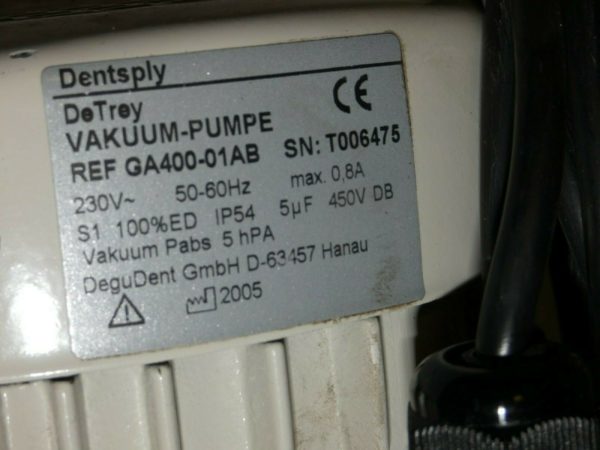 Dentsply
DeTrey
CE
VAKUUM-PUMPE
REF GA400-01AB SN: T006475
230V~ 50-60Hz max. 0,8A
S1 100%ED IP54 5µF 450V DB
Vakuum Pabs 5 hPA
DeguDent GmbH D-63457 Hanau
2005